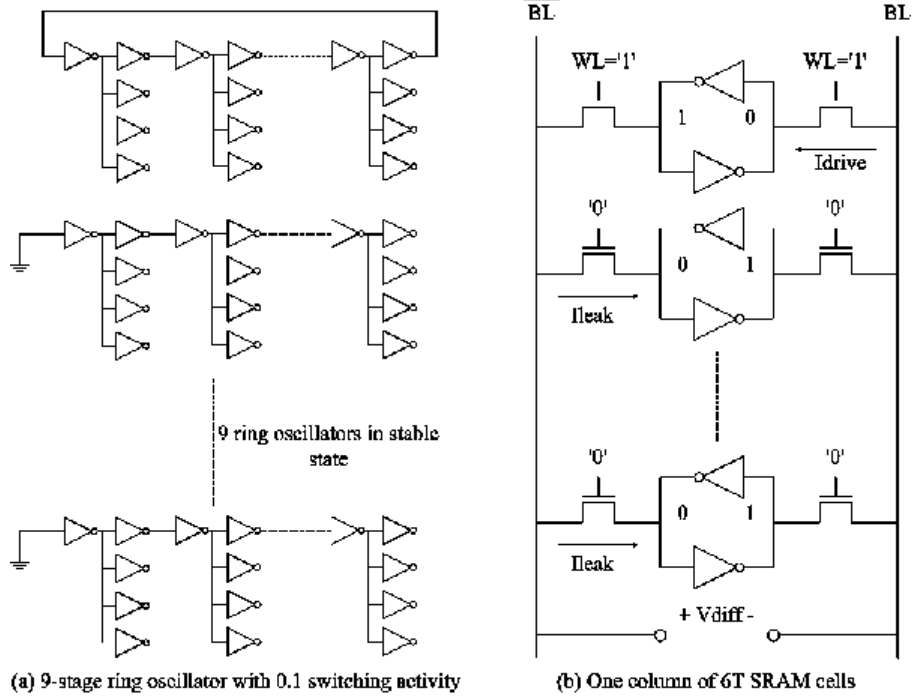 9 ring oscillators in stable
state
(a) 9-stage ring oscillator with 0.1 switching activity
BL
BL
WL='1'
WL='1'
1
0
Idrive
'0'
'0'
0
1
Ileak
'0'
'0'
0
1
Ileak
+ Vdiff -
(b) One column of 6T SRAM cells